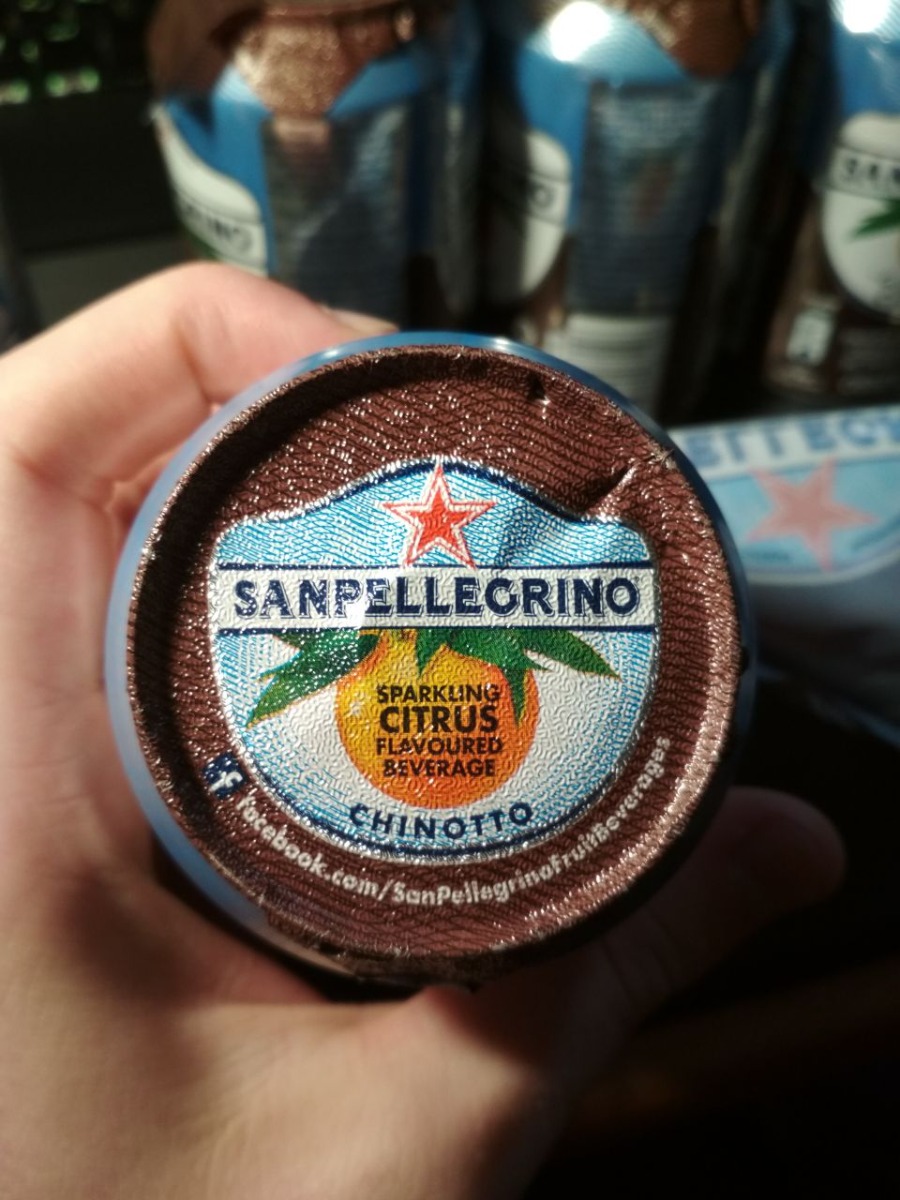 SANPELLEGRINO
SPARKLING
CITRUS
FLAVOURED
BEVERAGE
CHINOTTO
facebook.com/SanPellegrinoFruitBeverages